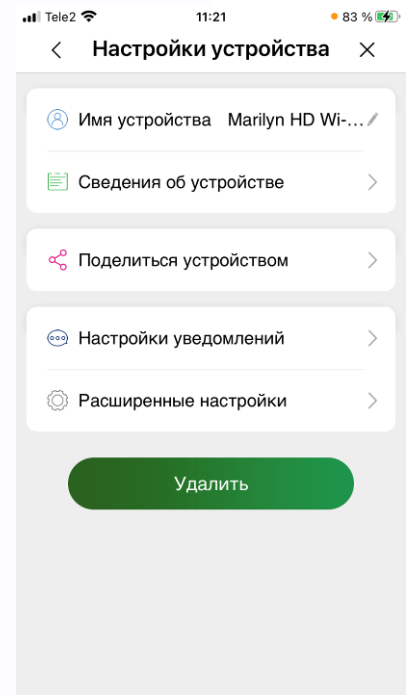 Tele2 11:21 83 %
Настройки устройства
Имя устройства Marilyn HD Wi-...
Сведения об устройстве
Поделиться устройством
Настройки уведомлений
Расширенные настройки
Удалить